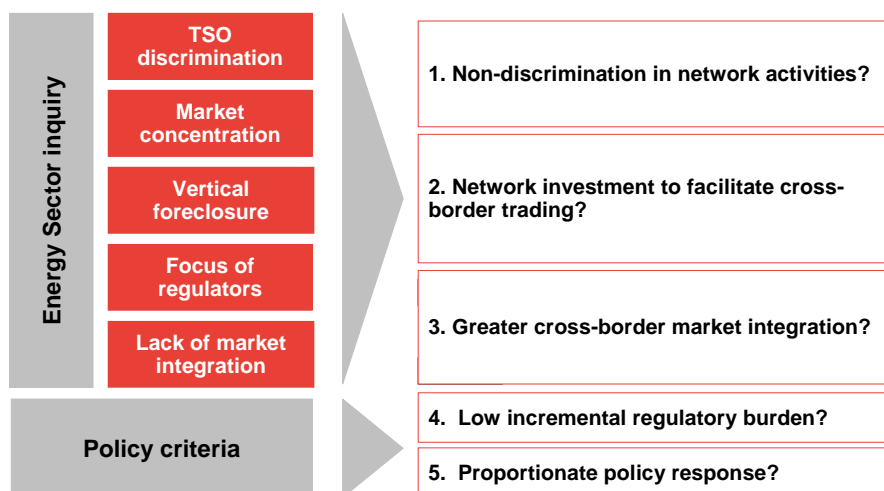 Energy Sector inquiry
TSO
discrimination
Market
concentration
Vertical
foreclosure
Focus of
regulators
Lack of market
integration
1. Non-discrimination in network activities?
2. Network investment to facilitate cross-
border trading?
3. Greater cross-border market integration?
Policy criteria
4. Low incremental regulatory burden?
5. Proportionate policy response?